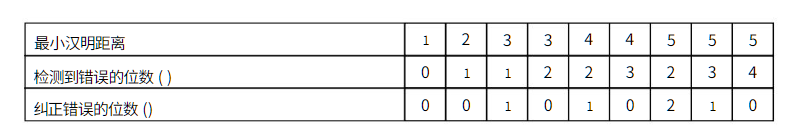 最小汉明距离 1 2 3 3 4 4 5 5 5
检测到错误的位数 ( ) 0 1 1 2 2 3 2 3 4
纠正错误的位数 () 0 0 1 0 1 0 2 1 0